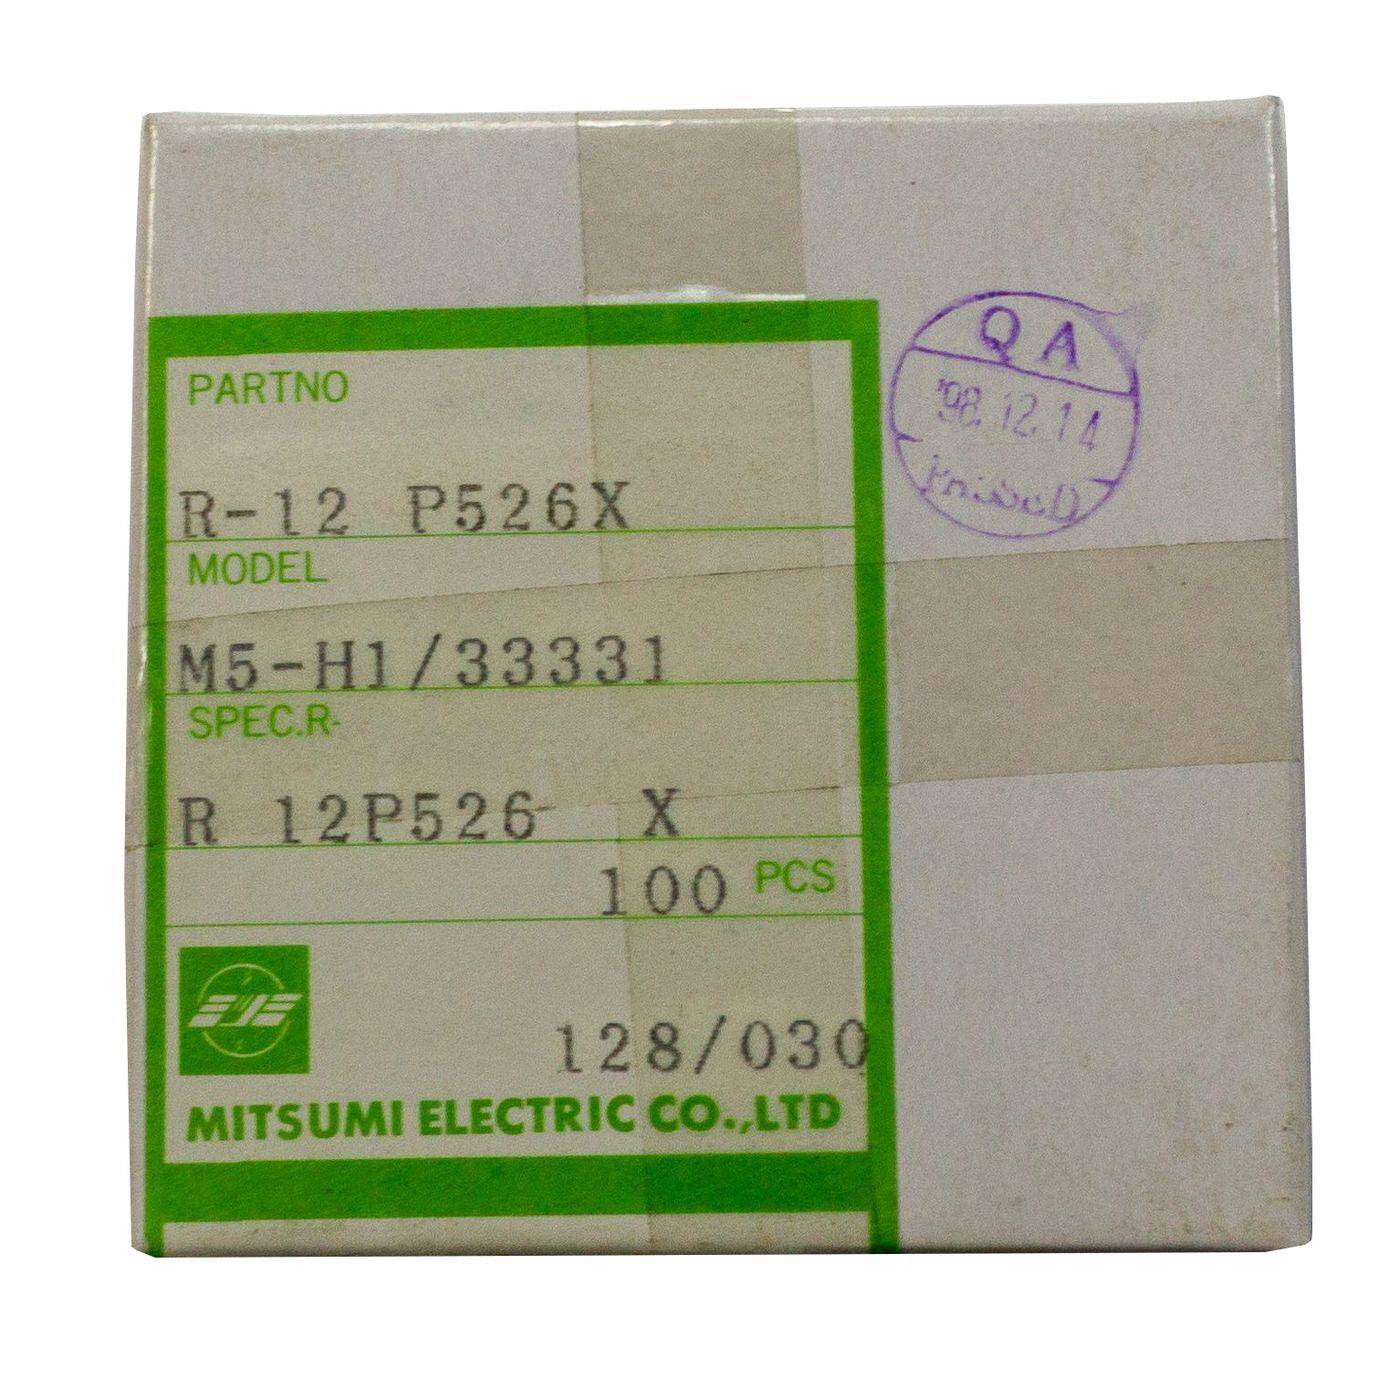 PARTNO
R-12 P526X
MODEL
M5-H1/33331
SPEC.R-
R 12P526 X
100 PCS
128/030
MITSUMI ELECTRIC CO.,LTD
QA
'98.12.14